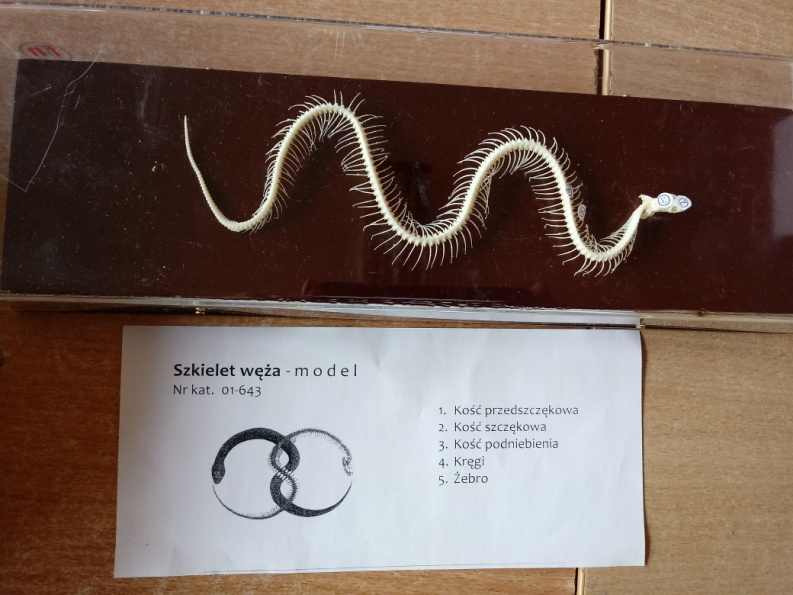 Szkielet węża - model
Nr kat. 01-643
1. Kość przedszczękowa
2. Kość szczękowa
3. Kość podniebienia
4. Kręgi
5. Żebro